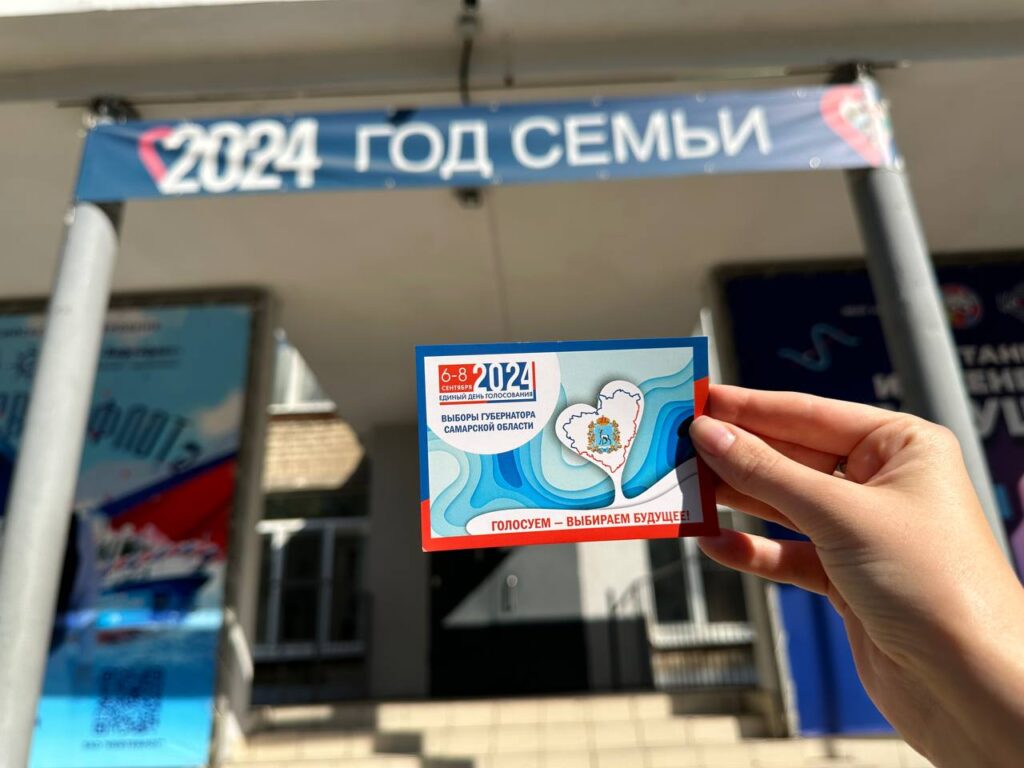 2024 ГОД СЕМЬИ
6-8
СЕНТЯБРЯ
2024
ЕДИНЫЙ ДЕНЬ ГОЛОСОВАНИЯ
ВЫБОРЫ ГУБЕРНАТОРА
САМАРСКОЙ ОБЛАСТИ
ГОЛОСУЕМ — ВЫБИРАЕМ БУДУЩЕЕ!